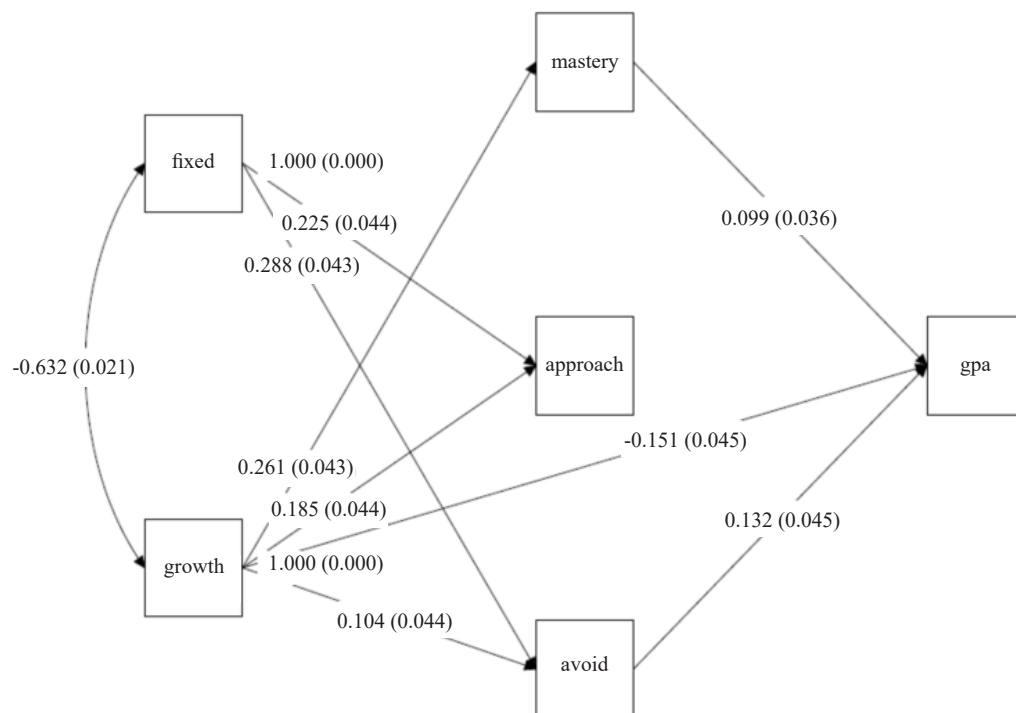 mastery
fixed
1.000 (0.000)
0.225 (0.044)
0.099 (0.036)
0.288 (0.043)
-0.632 (0.021)
approach
gpa
-0.151 (0.045)
0.261 (0.043)
0.185 (0.044)
0.132 (0.045)
growth
1.000 (0.000)
0.104 (0.044)
avoid